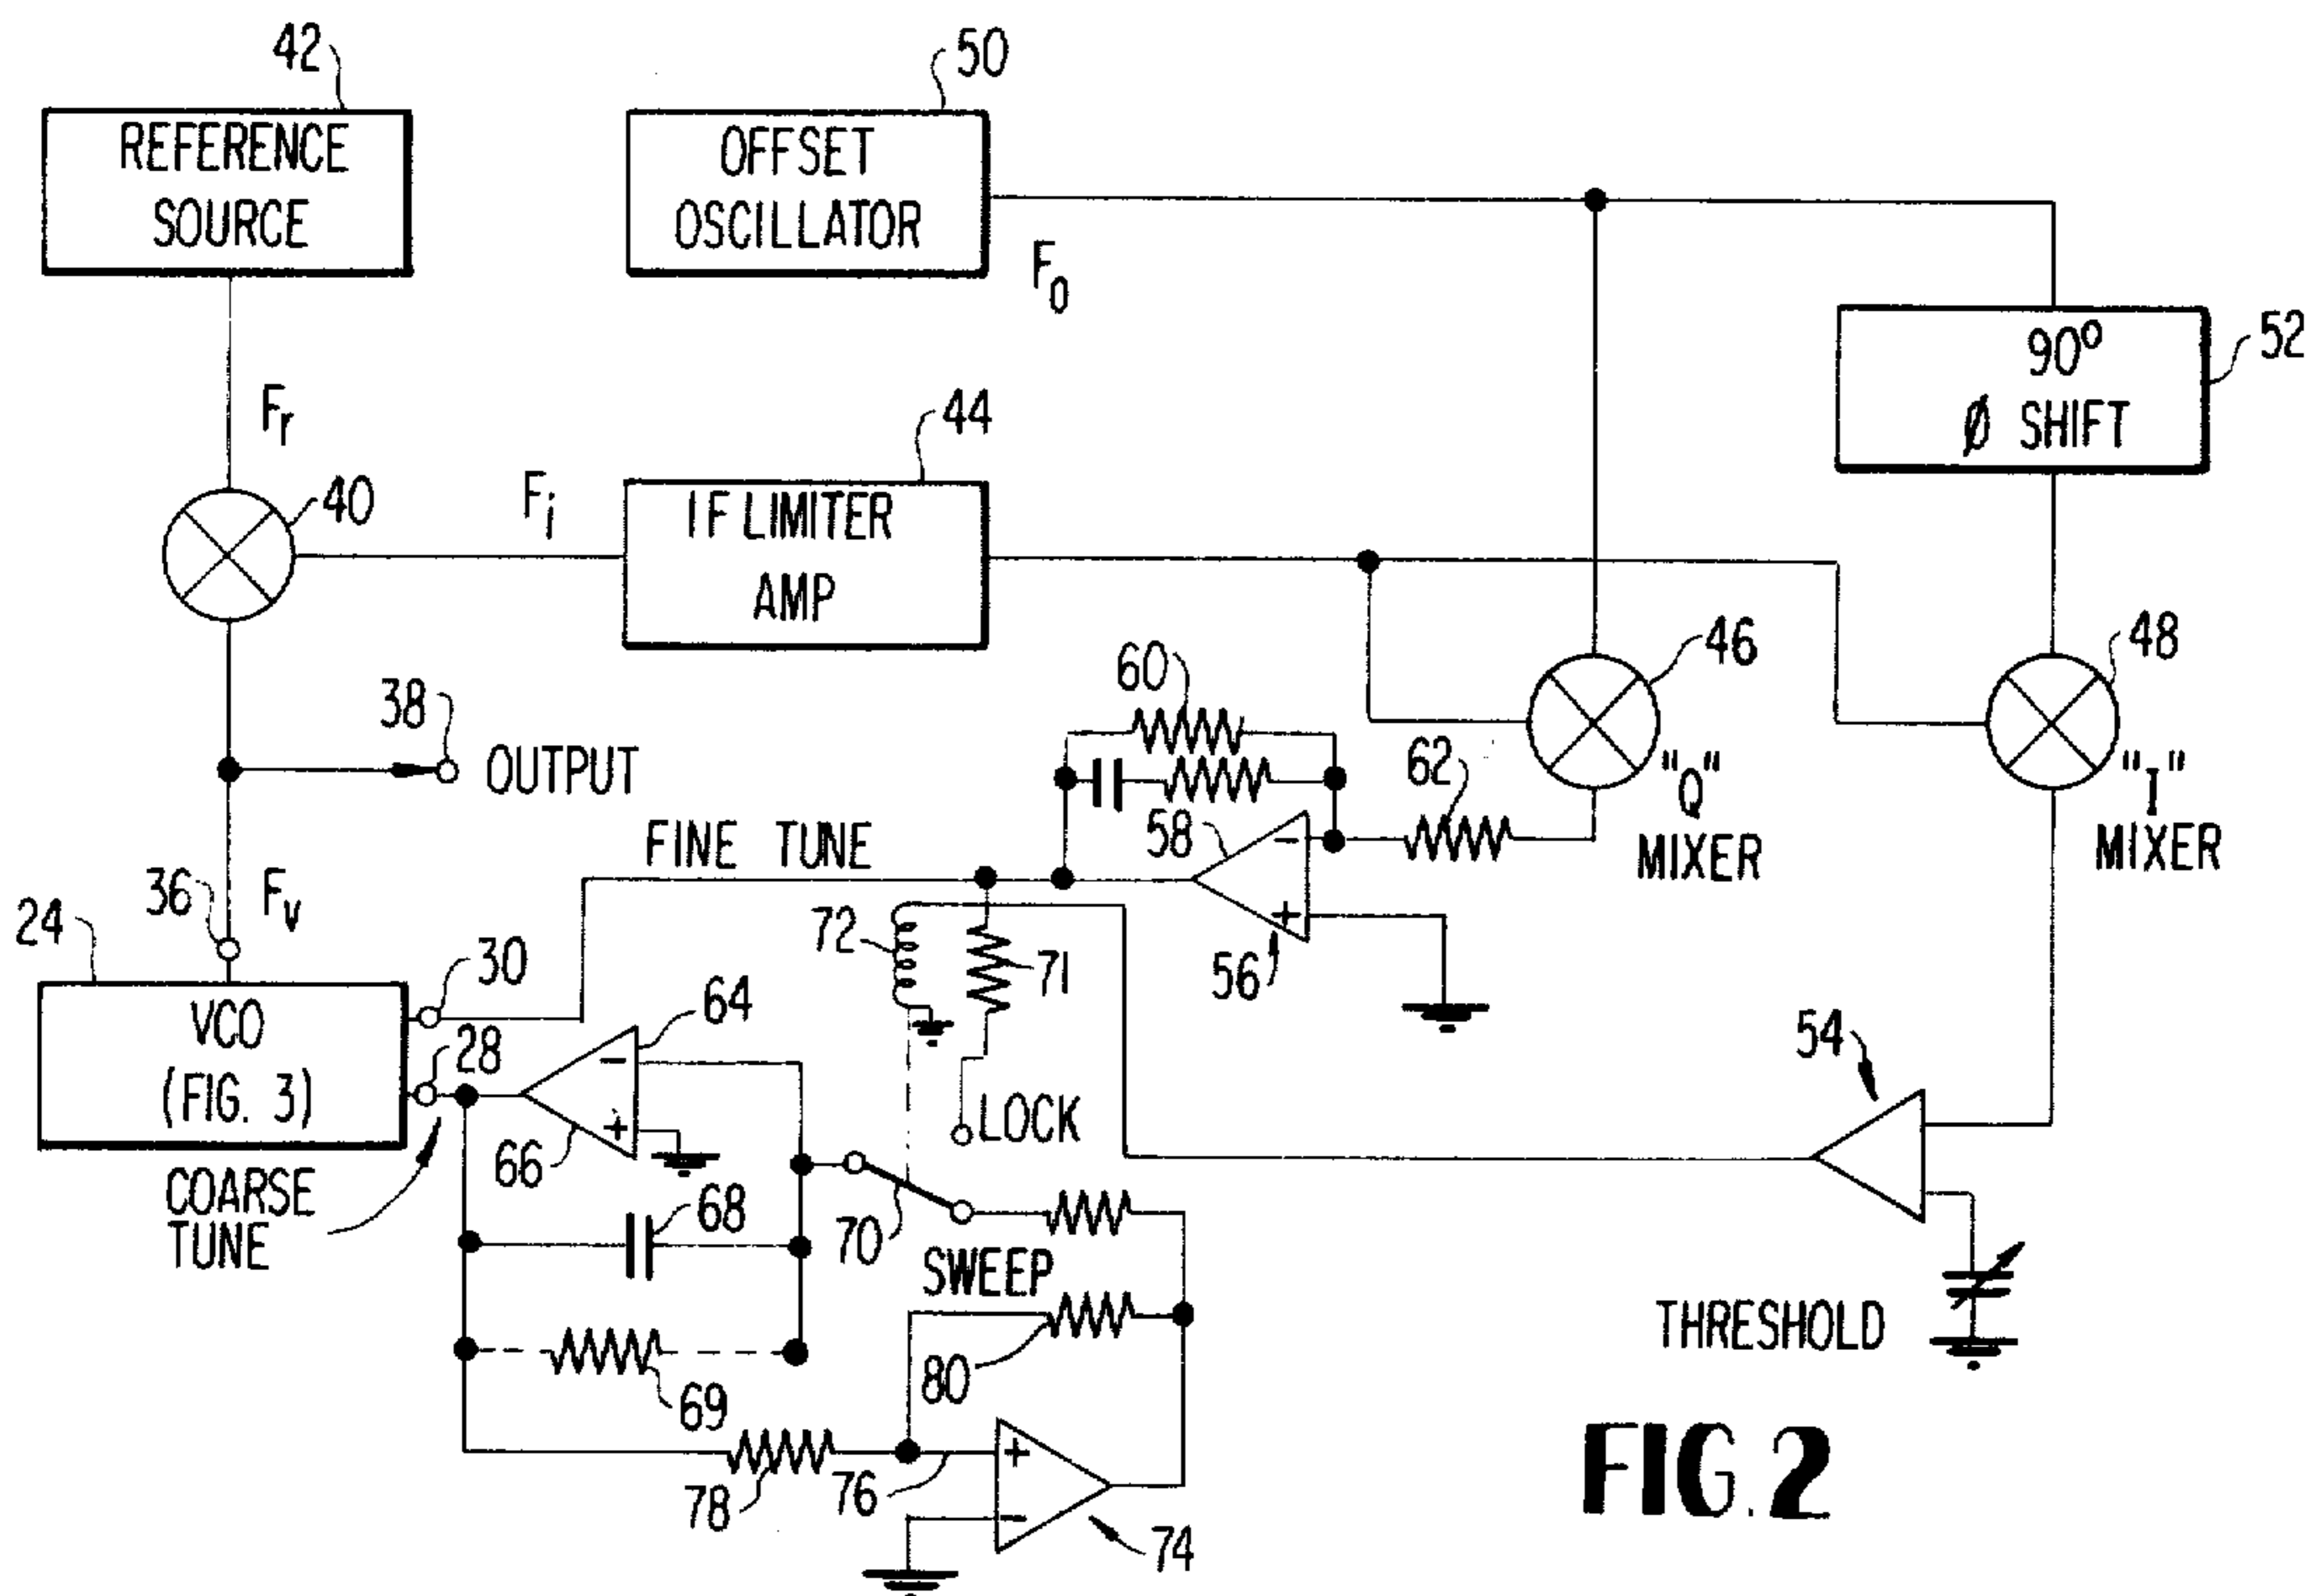 42
50
REFERENCE
SOURCE
OFFSET
OSCILLATOR
Fo
90°
Ø SHIFT
52
Fr
44
Fi
IF LIMITER
AMP
40
60
46
48
38
OUTPUT
62
"Q"
MIXER
"I"
MIXER
58
FINE TUNE
36
Fv
24
30
72
71
56
VCO
(FIG. 3)
28
64
54
LOCK
66
COARSE
TUNE
68
70
SWEEP
THRESHOLD
80
69
78
76
74
+
-
+
-
+
-
FIG. 2